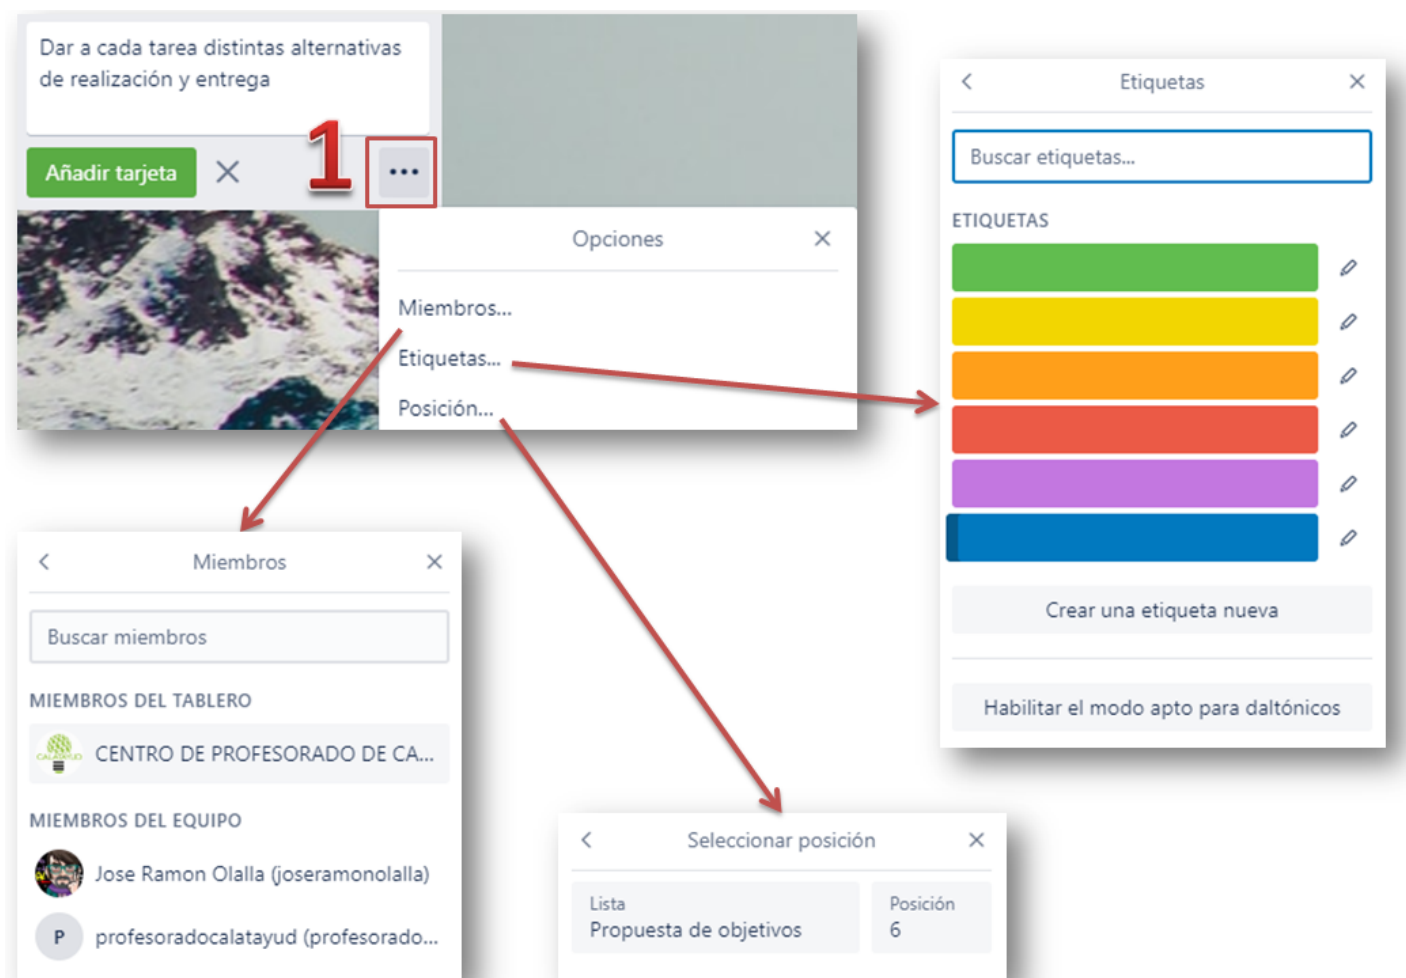 Dar a cada tarea distintas alternativas
de realización y entrega
1
Añadir tarjeta
Opciones
Miembros...
Etiquetas...
Posición...
Etiquetas
Buscar etiquetas...
ETIQUETAS
Crear una etiqueta nueva
Habilitar el modo apto para daltónicos
Miembros
Buscar miembros
MIEMBROS DEL TABLERO
CALATAYUD
CENTRO DE PROFESORADO DE CA...
MIEMBROS DEL EQUIPO
Jose Ramon Olalla (joseramonolalla)
P
profesoradocalatayud (profesorado...
Seleccionar posición
Lista
Propuesta de objetivos
Posición
6